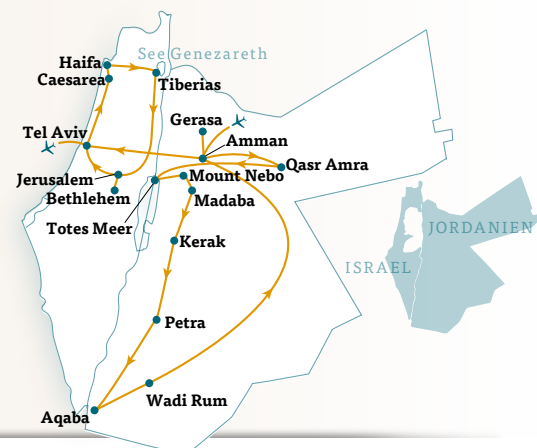 See Genezareth
Haifa
Caesarea
Tiberias
Gerasa
Tel Aviv
Amman
Qasr Amra
Jerusalem
Mount Nebo
Bethlehem
Madaba
Totes Meer
JORDANIEN
Kerak
ISRAEL
Petra
Wadi Rum
Aqaba